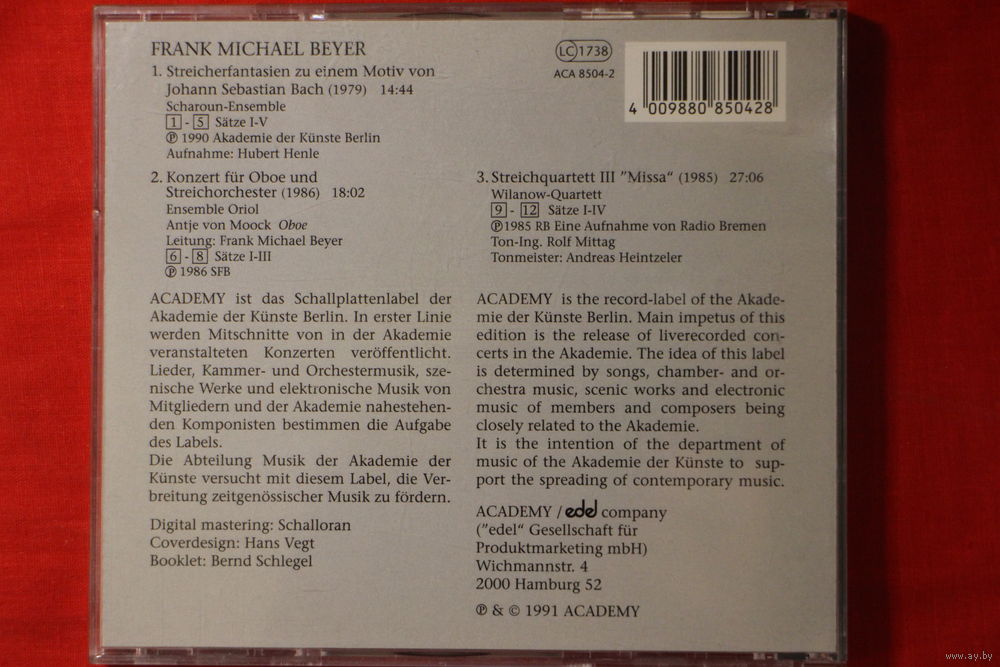 FRANK MICHAEL BEYER
1. Streicherfantasien zu einem Motiv von
Johann Sebastian Bach (1979) 14:44
Scharoun-Ensemble
1 - 5 Sätze I-V
℗ 1990 Akademie der Künste Berlin
Aufnahme: Hubert Henle
2. Konzert für Oboe und
Streichorchester (1986) 18:02
Ensemble Oriol
Antje von Moock Oboe
Leitung: Frank Michael Beyer
6 - 8 Sätze I-III
℗ 1986 SFB
LC 1738
ACA 8504-2
4 009880 850428
3. Streichquartett III ”Missa“ (1985) 27:06
Wilanow-Quartett
9 - 12 Sätze I-IV
℗1985 RB Eine Aufnahme von Radio Bremen
Ton-Ing. Rolf Mittag
Tonmeister: Andreas Heintzeler
ACADEMY ist das Schallplattenlabel der
Akademie der Künste Berlin. In erster Linie
werden Mitschnitte von in der Akademie
veranstalteten Konzerten veröffentlicht.
Lieder, Kammer- und Orchestermusik, sze-
nische Werke und elektronische Musik von
Mitgliedern und der Akademie nahestehen-
den Komponisten bestimmen die Aufgabe
des Labels.
Die Abteilung Musik der Akademie der
Künste versucht mit diesem Label, die Ver-
breitung zeitgenössischer Musik zu fördern.
Digital mastering: Schalloran
Coverdesign: Hans Vegt
Booklet: Bernd Schlegel
ACADEMY is the record-label of the Akade-
mie der Künste Berlin. Main impetus of this
edition is the release of liverecorded con-
certs in the Akademie. The idea of this label
is determined by songs, chamber- and or-
chestra music, scenic works and electronic
music of members and composers being
closely related to the Akademie.
It is the intention of the department of
music of the Akademie der Künste to sup-
port the spreading of contemporary music.
ACADEMY / edel company
(”edel“ Gesellschaft für
Produktmarketing mbH)
Wichmannstr. 4
2000 Hamburg 52
℗ & © 1991 ACADEMY
www.ay.by